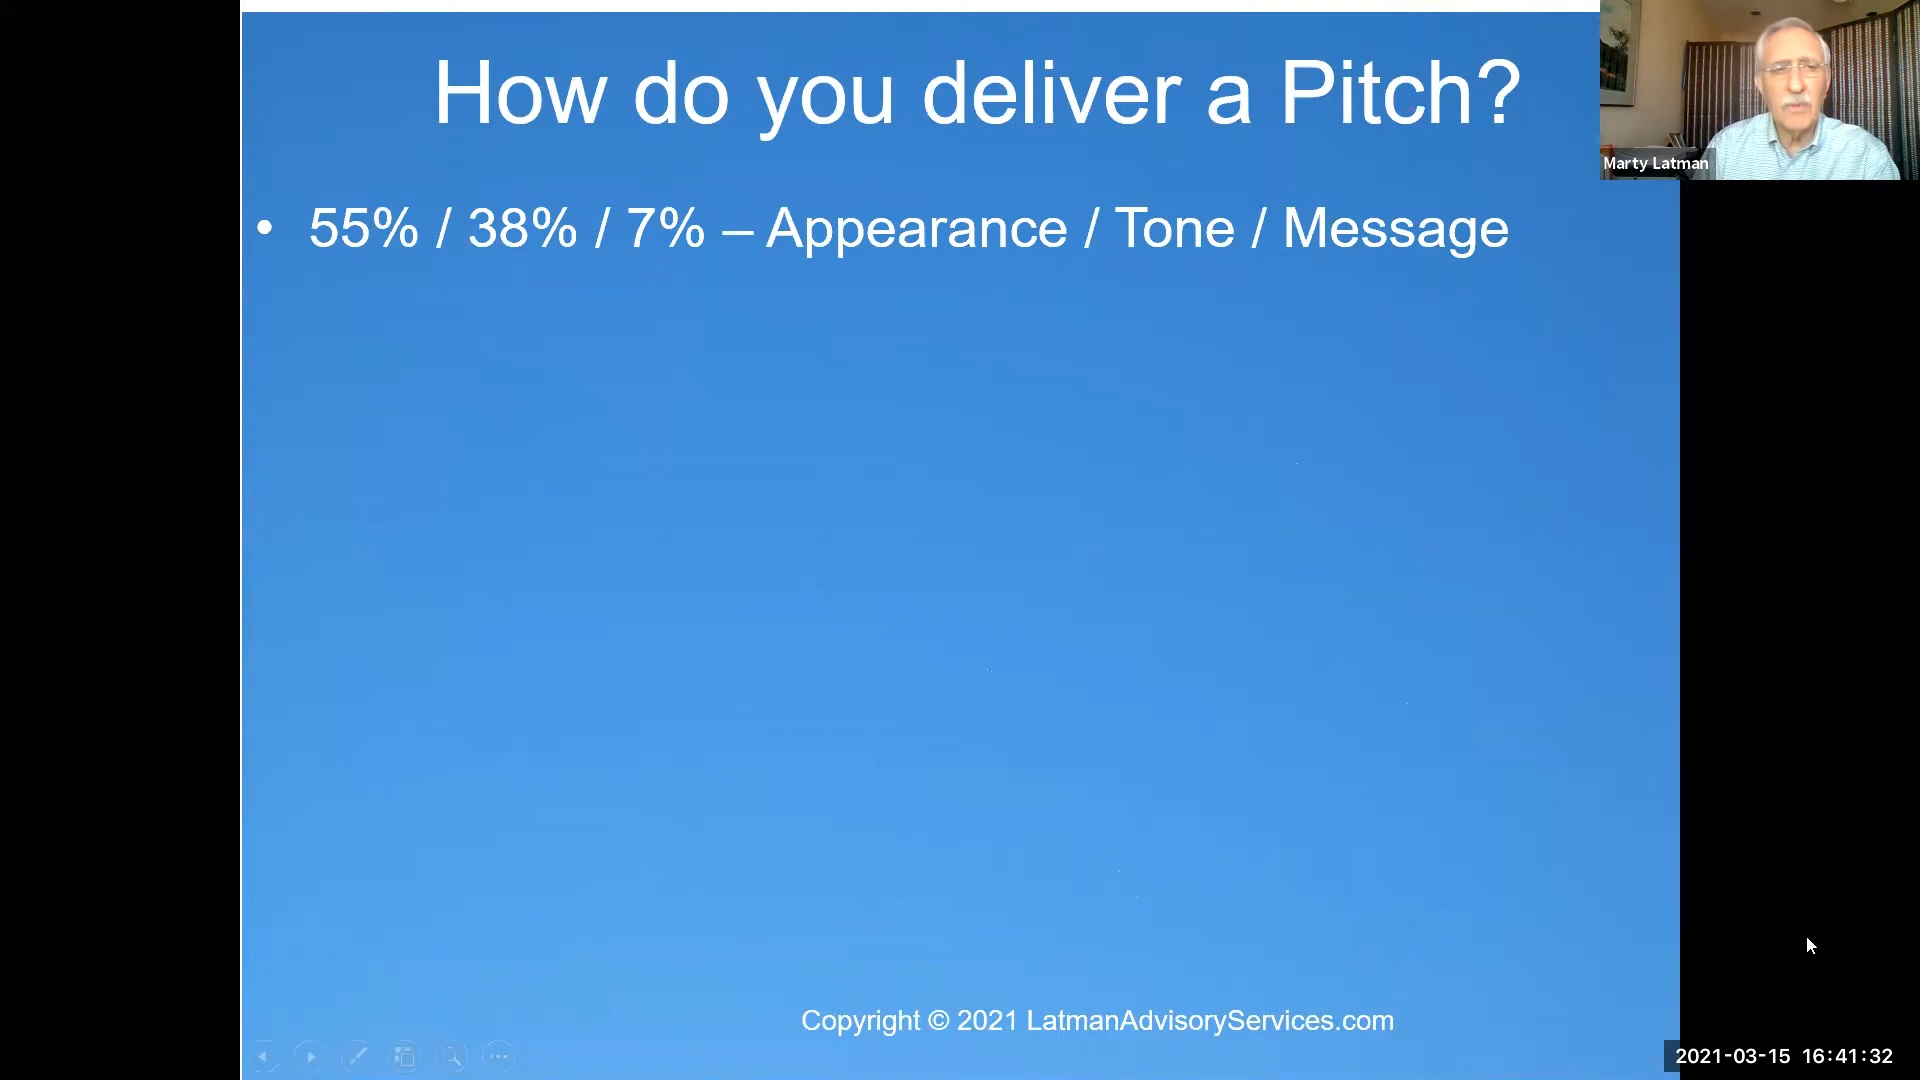 How do you deliver a Pitch?
Marty Latman
• 55% / 38% / 7% – Appearance / Tone / Message
Copyright © 2021 LatmanAdvisoryServices.com
2021-03-15 16:41:32